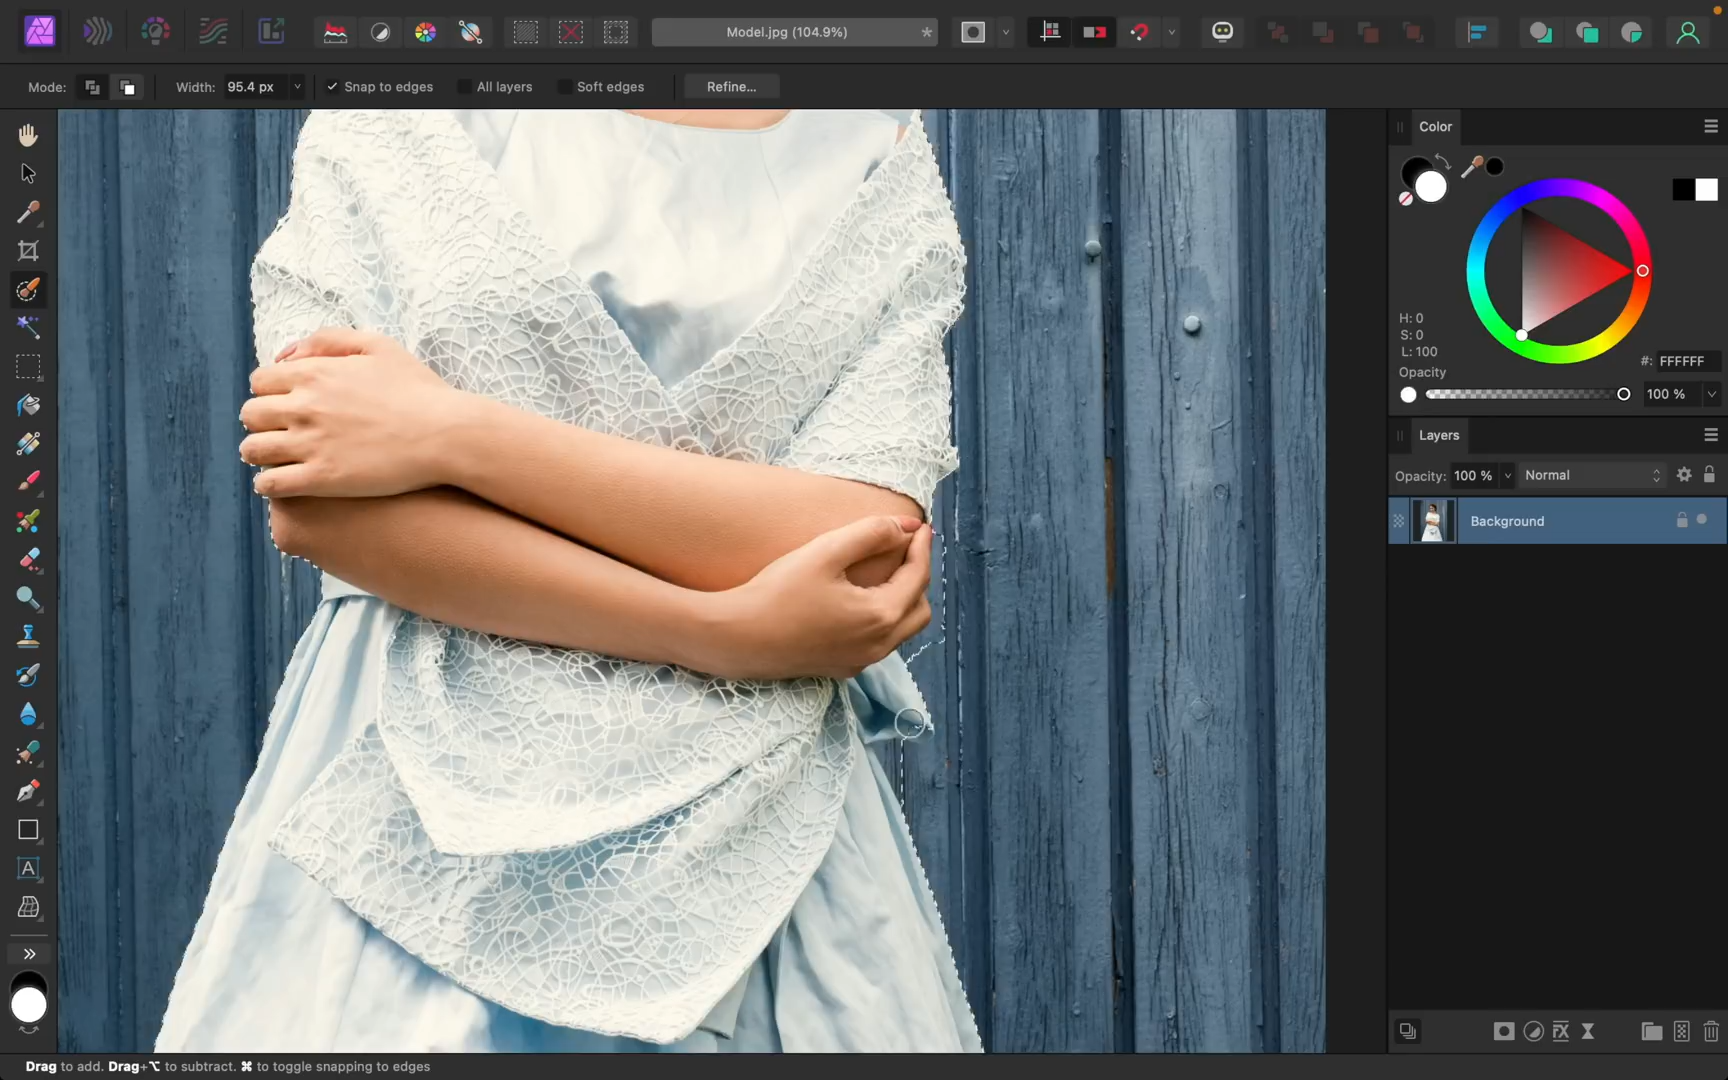 Model.jpg (104.9%)
*
Mode:
Width: 95.4 px
Snap to edges
All layers
Soft edges
Refine...
Color
H: 0
S: 0
L: 100
#: FFFFFF
Opacity
100 %
Layers
Opacity: 100 %
Normal
Background
A
FX
Drag to add. Drag+⌥ to subtract. ⌘ to toggle snapping to edges